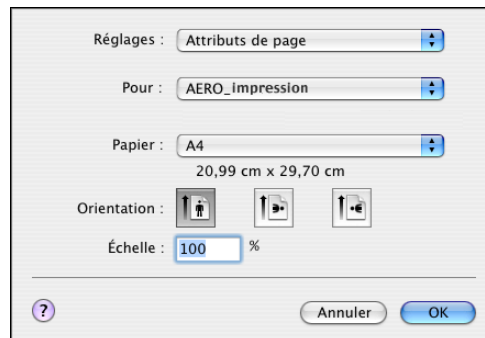 Réglages : Attributs de page
Pour : AERO_impression
Papier : A4
20,99 cm x 29,70 cm
Orientation :
Échelle : 100 %
? Annuler OK